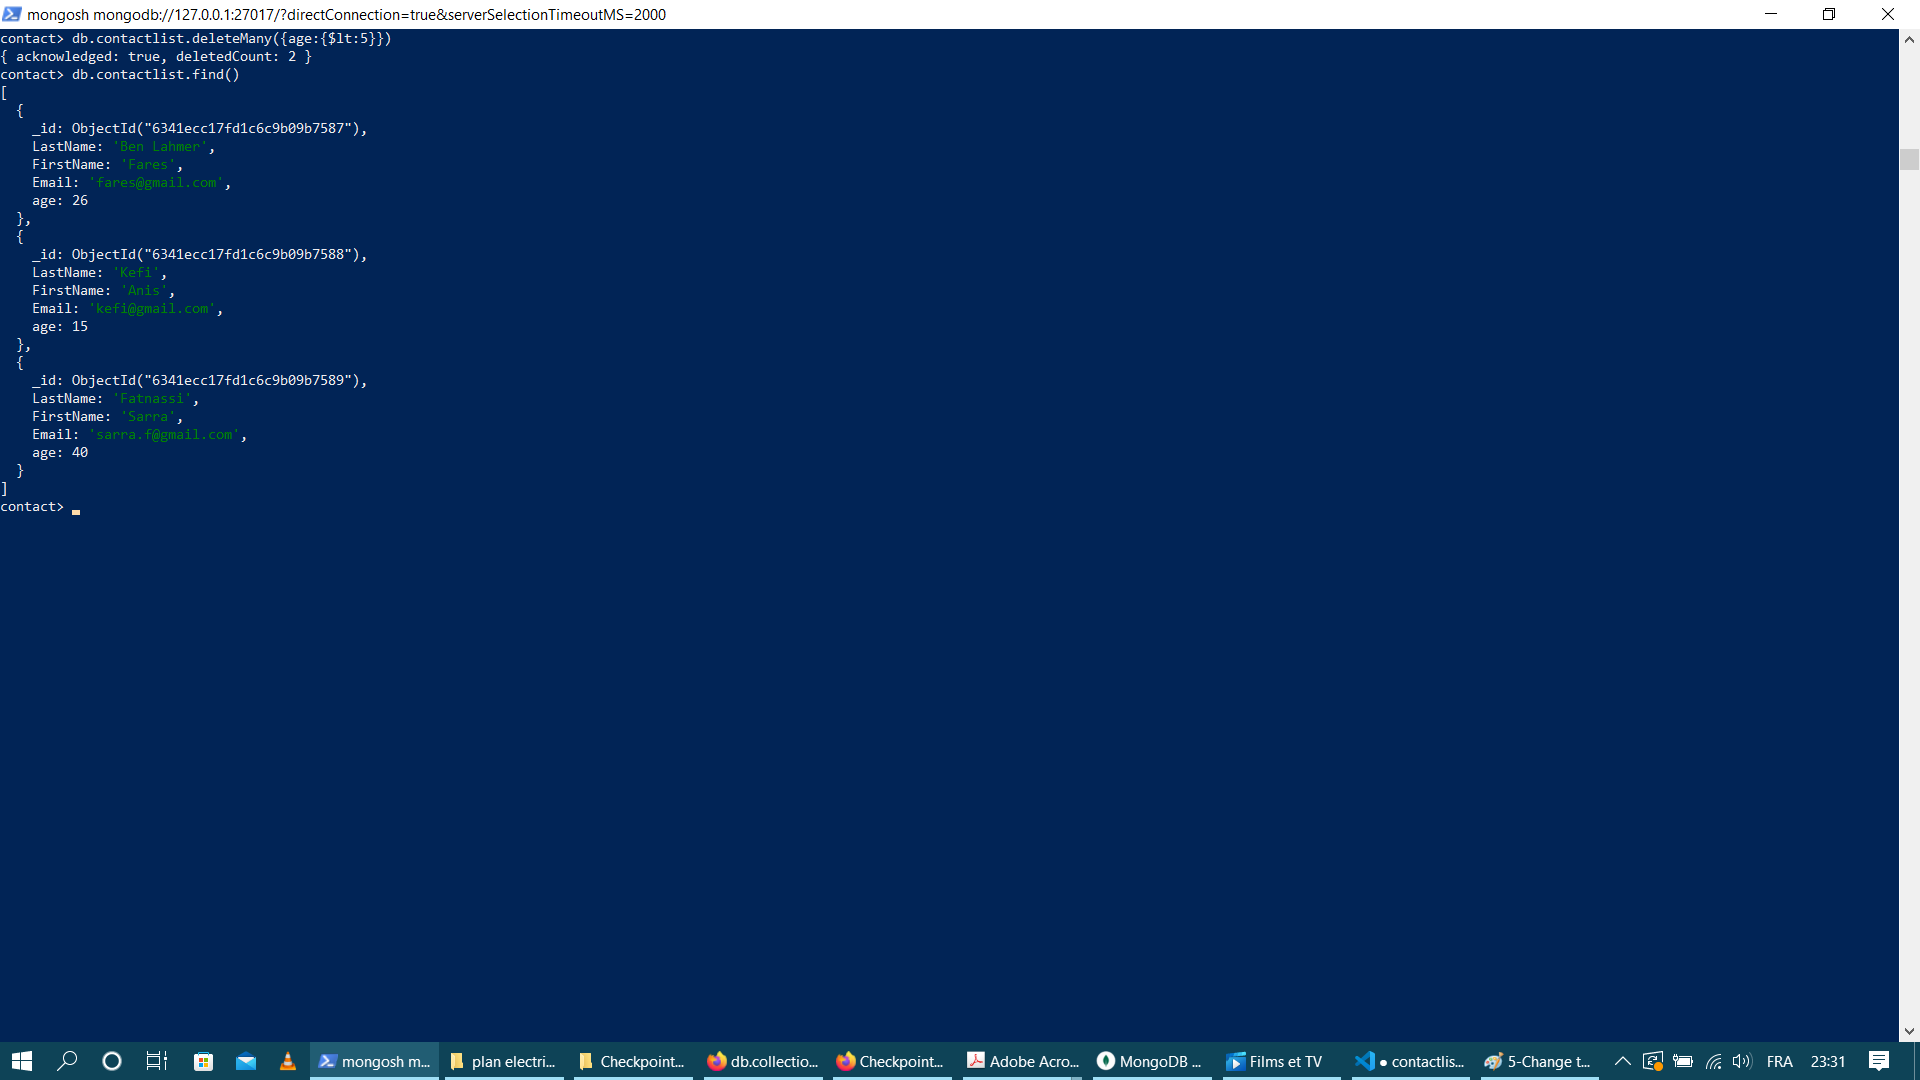 mongosh mongodb://127.0.0.1:27017/?directConnection=true&serverSelectionTimeoutMS=2000
contact> db.contactlist.deleteMany({age:{$lt:5}})
{ acknowledged: true, deletedCount: 2 }
contact> db.contactlist.find()
[
  {
    _id: ObjectId("6341ecc17fd1c6c9b09b7587"),
    LastName: 'Ben Lahmer',
    FirstName: 'Fares',
    Email: 'fares@gmail.com',
    age: 26
  },
  {
    _id: ObjectId("6341ecc17fd1c6c9b09b7588"),
    LastName: 'Kefi',
    FirstName: 'Anis',
    Email: 'kefi@gmail.com',
    age: 15
  },
  {
    _id: ObjectId("6341ecc17fd1c6c9b09b7589"),
    LastName: 'Fatnassi',
    FirstName: 'Sarra',
    Email: 'sarra.f@gmail.com',
    age: 40
  }
]
contact>
mongosh m... plan electri... Checkpoint... db.collectio... Checkpoint... Adobe Acro... MongoDB ... Films et TV ● contactlis... 5-Change t... FRA 23:31